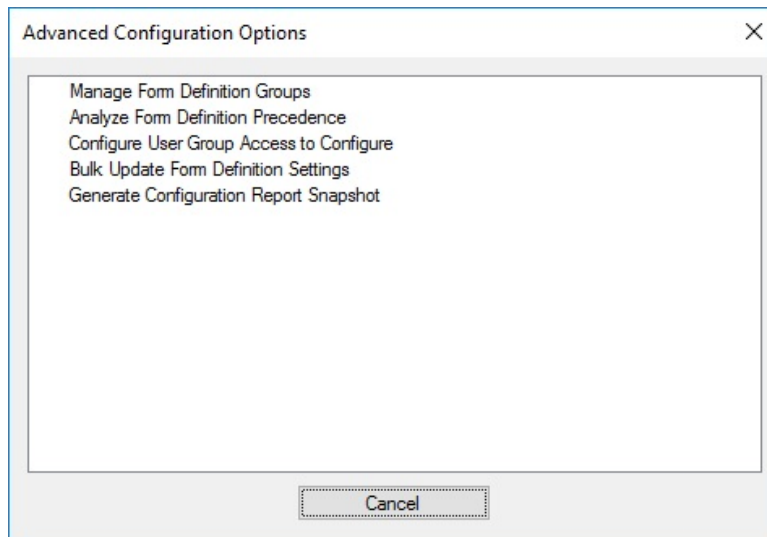 Advanced Configuration Options
Manage Form Definition Groups
Analyze Form Definition Precedence
Configure User Group Access to Configure
Bulk Update Form Definition Settings
Generate Configuration Report Snapshot
Cancel